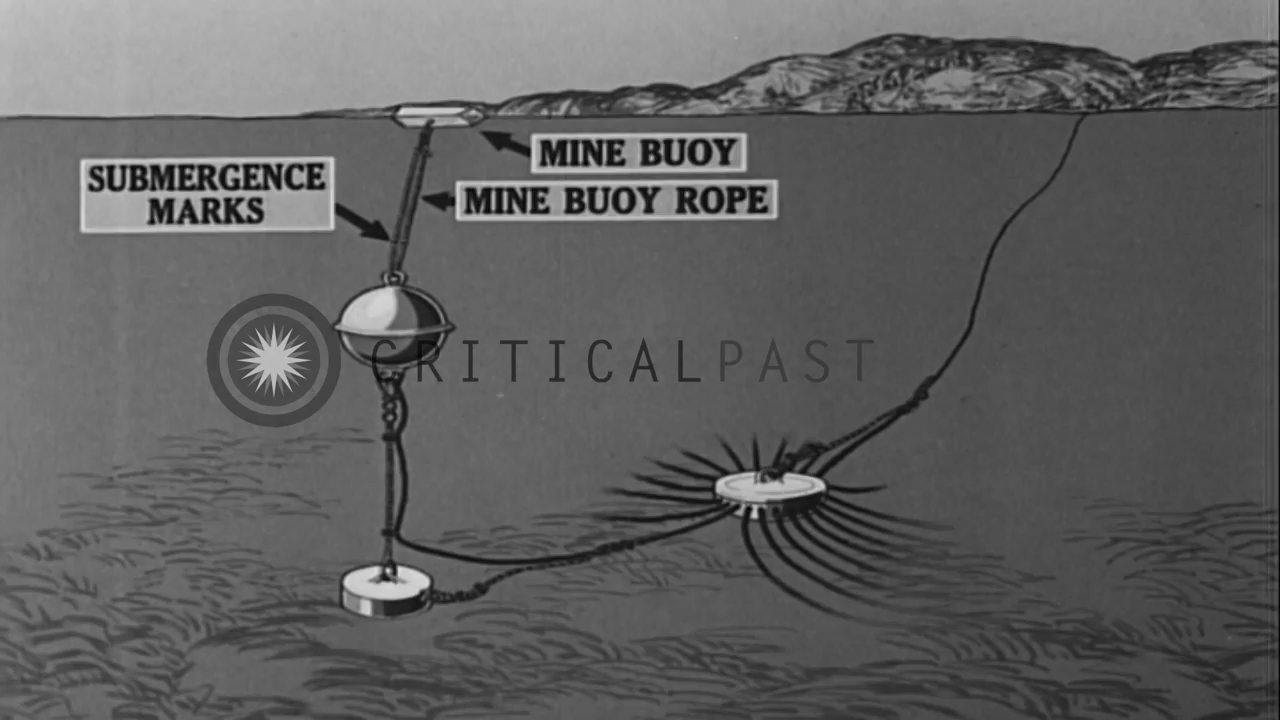 MINE BUOY
SUBMERGENCE
MARKS
MINE BUOY ROPE
CRITICALPAST